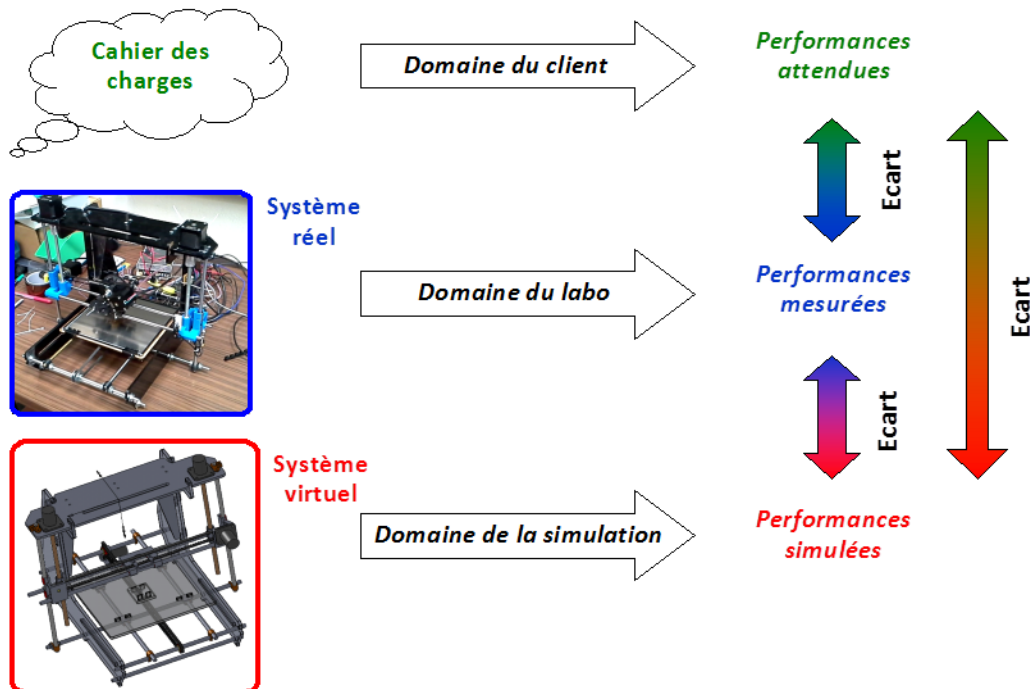 Cahier des
charges
Domaine du client
Performances
attendues
Ecart
Ecart
Système
réel
Domaine du labo
Performances
mesurées
Ecart
Système
virtuel
Domaine de la simulation
Performances
simulées